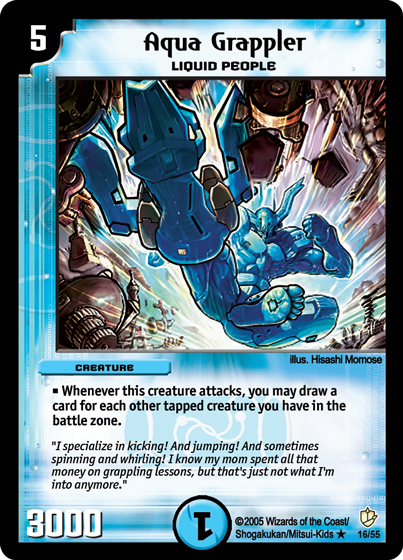 5
Aqua Grappler
LIQUID PEOPLE
illus. Hisashi Momose
CREATURE
▪ Whenever this creature attacks, you may draw a
card for each other tapped creature you have in the
battle zone.
"I specialize in kicking! And jumping! And sometimes
spinning and whirling! I know my mom spent all that
money on grappling lessons, but that's just not what I'm
into anymore."
3000
1
©2005 Wizards of the Coast/
Shogakukan/Mitsui-Kids ★ 16/55